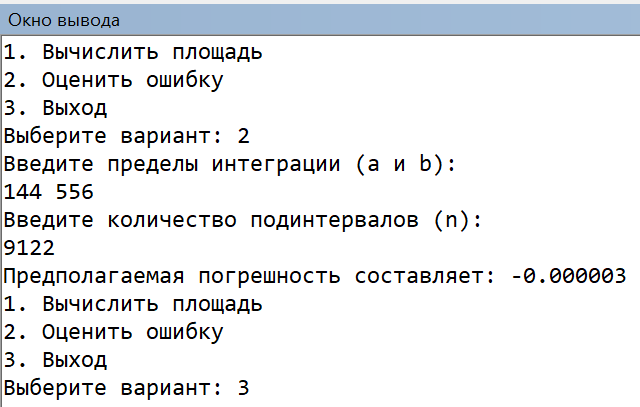 Окно вывода
1. Вычислить площадь
2. Оценить ошибку
3. Выход
Выберите вариант: 2
Введите пределы интеграции (a и b):
144 556
Введите количество подинтервалов (n):
9122
Предполагаемая погрешность составляет: -0.000003
1. Вычислить площадь
2. Оценить ошибку
3. Выход
Выберите вариант: 3